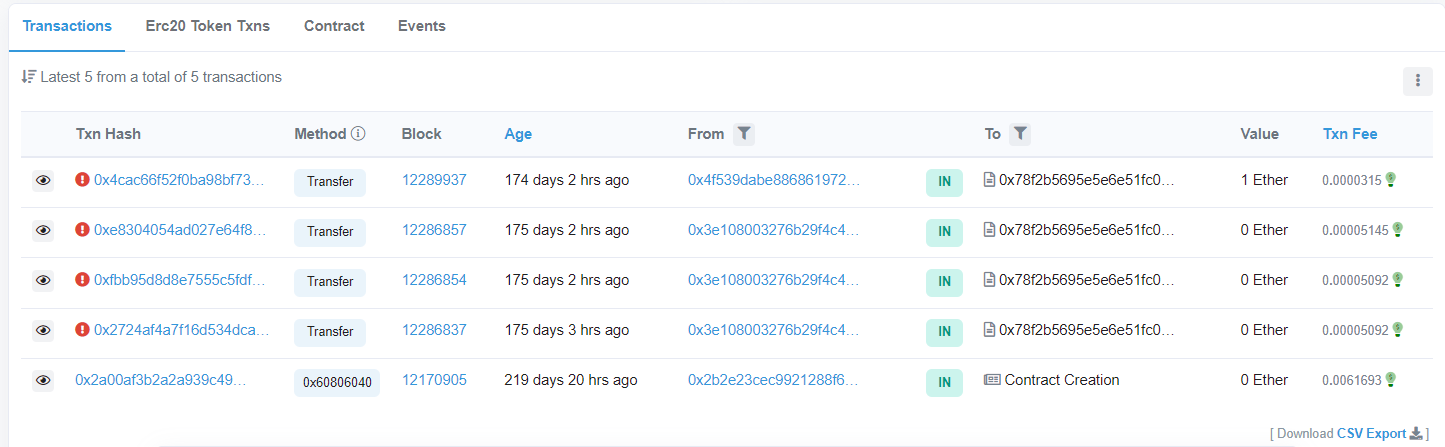 Transactions Erc20 Token Txns Contract Events
Latest 5 from a total of 5 transactions
Txn Hash Method Block Age From To Value Txn Fee
0x4cac66f52f0ba98bf73... Transfer 12289937 174 days 2 hrs ago 0x4f539dabe886861972... IN 0x78f2b5695e5e6e51fc0... 1 Ether 0.0000315
0xe8304054ad027e64f8... Transfer 12286857 175 days 2 hrs ago 0x3e108003276b29f4c4... IN 0x78f2b5695e5e6e51fc0... 0 Ether 0.00005145
0xfbb95d8d8e7555c5fdf... Transfer 12286854 175 days 2 hrs ago 0x3e108003276b29f4c4... IN 0x78f2b5695e5e6e51fc0... 0 Ether 0.00005092
0x2724af4a7f16d534dca... Transfer 12286837 175 days 3 hrs ago 0x3e108003276b29f4c4... IN 0x78f2b5695e5e6e51fc0... 0 Ether 0.00005092
0x2a00af3b2a2a939c49... 0x60806040 12170905 219 days 20 hrs ago 0x2b2e23cec9921288f6... IN Contract Creation 0 Ether 0.0061693
[ Download CSV Export ]